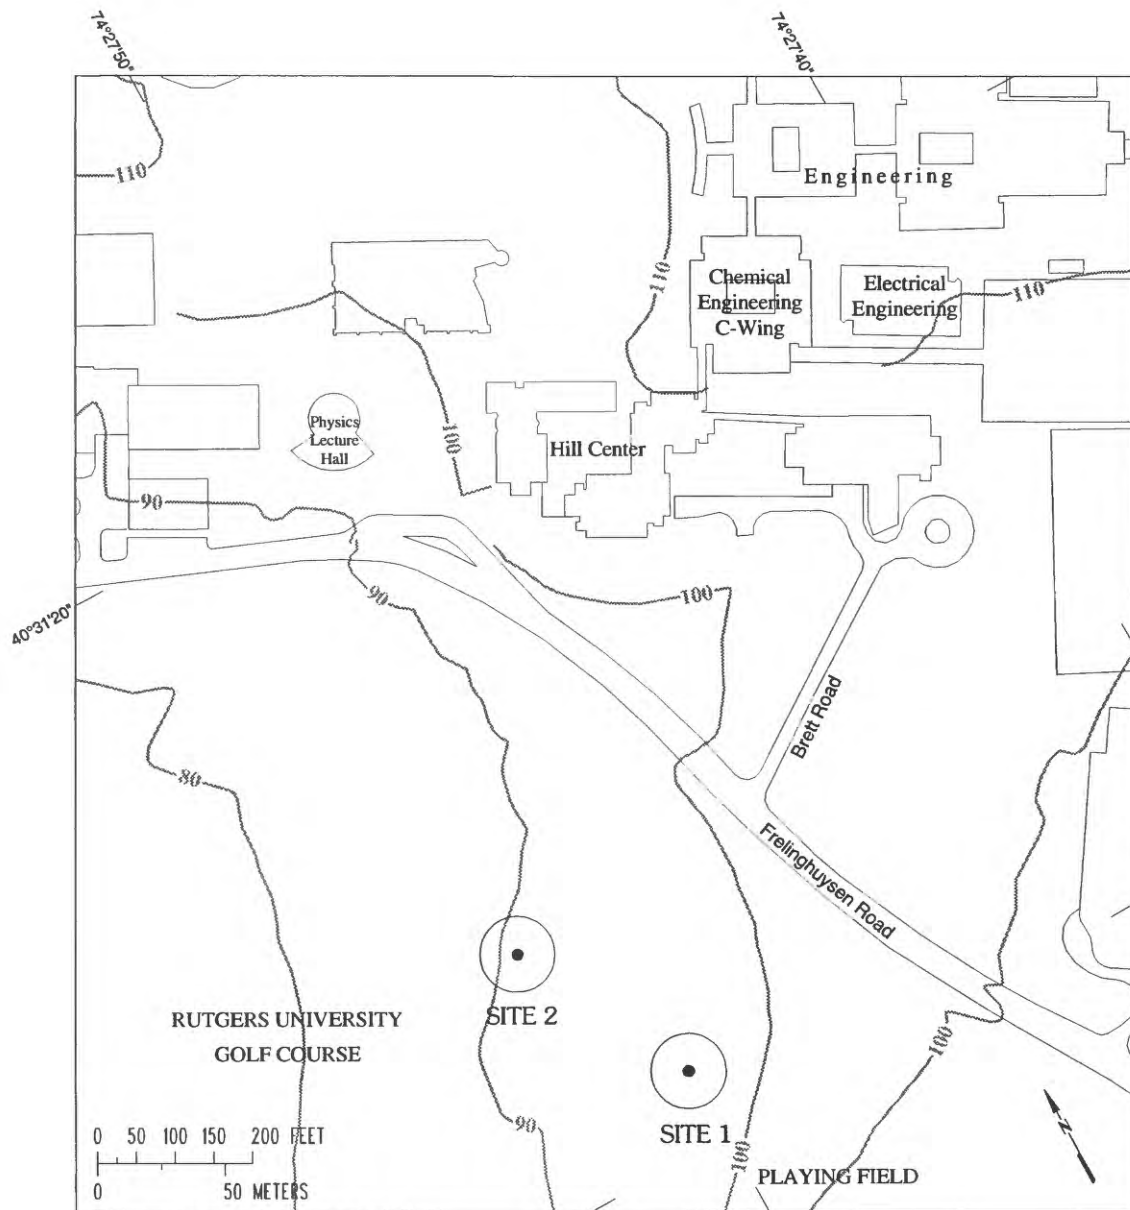 74°27'50"
74°27'40"
110
Engineering
110
Chemical
Engineering
C-Wing
Electrical
Engineering
110
Physics
Lecture
Hall
100
Hill Center
90
90
100
40°31'20"
80
Brett Road
Frelinghuysen Road
SITE 2
RUTGERS UNIVERSITY
GOLF COURSE
100
90
SITE 1
100
0 50 100 150 200 FEET
0 50 METERS
PLAYING FIELD
N